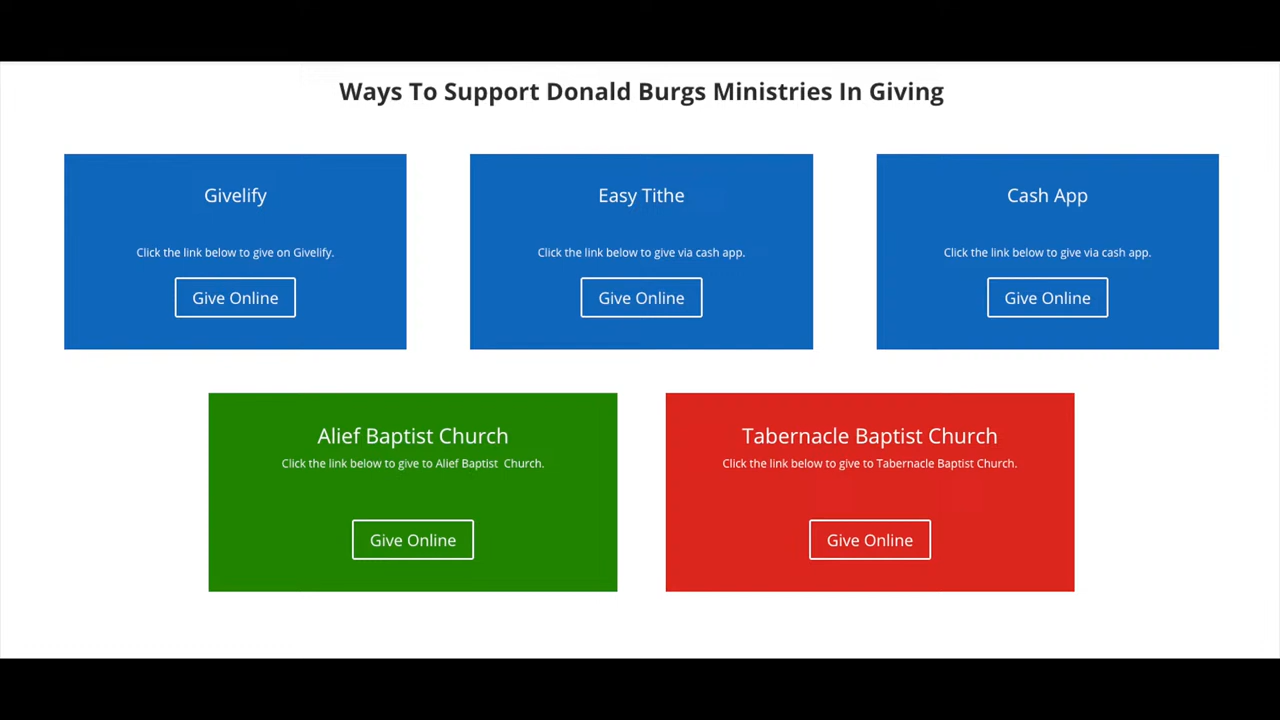 Ways To Support Donald Burgs Ministries In Giving
Givelify
Click the link below to give on Givelify.
Give Online
Easy Tithe
Click the link below to give via cash app.
Give Online
Cash App
Click the link below to give via cash app.
Give Online
Alief Baptist Church
Click the link below to give to Alief Baptist  Church.
Give Online
Tabernacle Baptist Church
Click the link below to give to Tabernacle Baptist Church.
Give Online